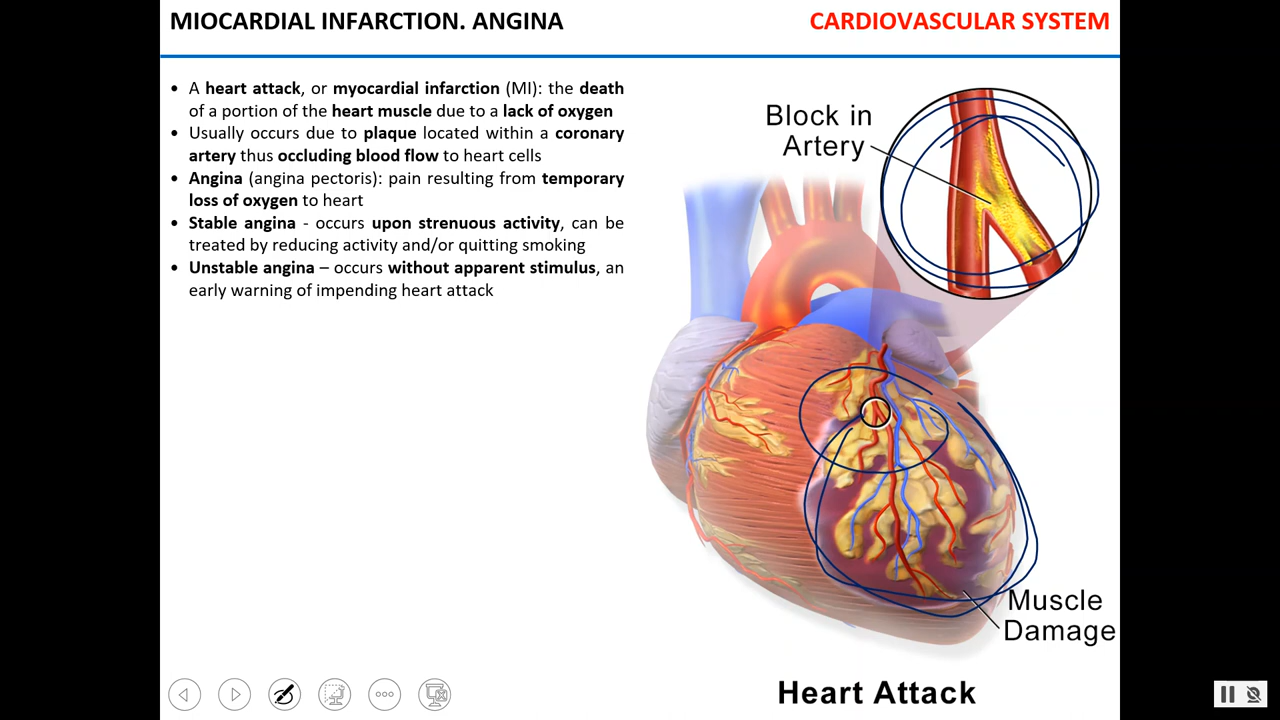 MIOCARDIAL INFARCTION. ANGINA
CARDIOVASCULAR SYSTEM
• A heart attack, or myocardial infarction (MI): the death
of a portion of the heart muscle due to a lack of oxygen
• Usually occurs due to plaque located within a coronary
artery thus occluding blood flow to heart cells
• Angina (angina pectoris): pain resulting from temporary
loss of oxygen to heart
• Stable angina - occurs upon strenuous activity, can be
treated by reducing activity and/or quitting smoking
• Unstable angina – occurs without apparent stimulus, an
early warning of impending heart attack
Block in
Artery
Muscle
Damage
Heart Attack